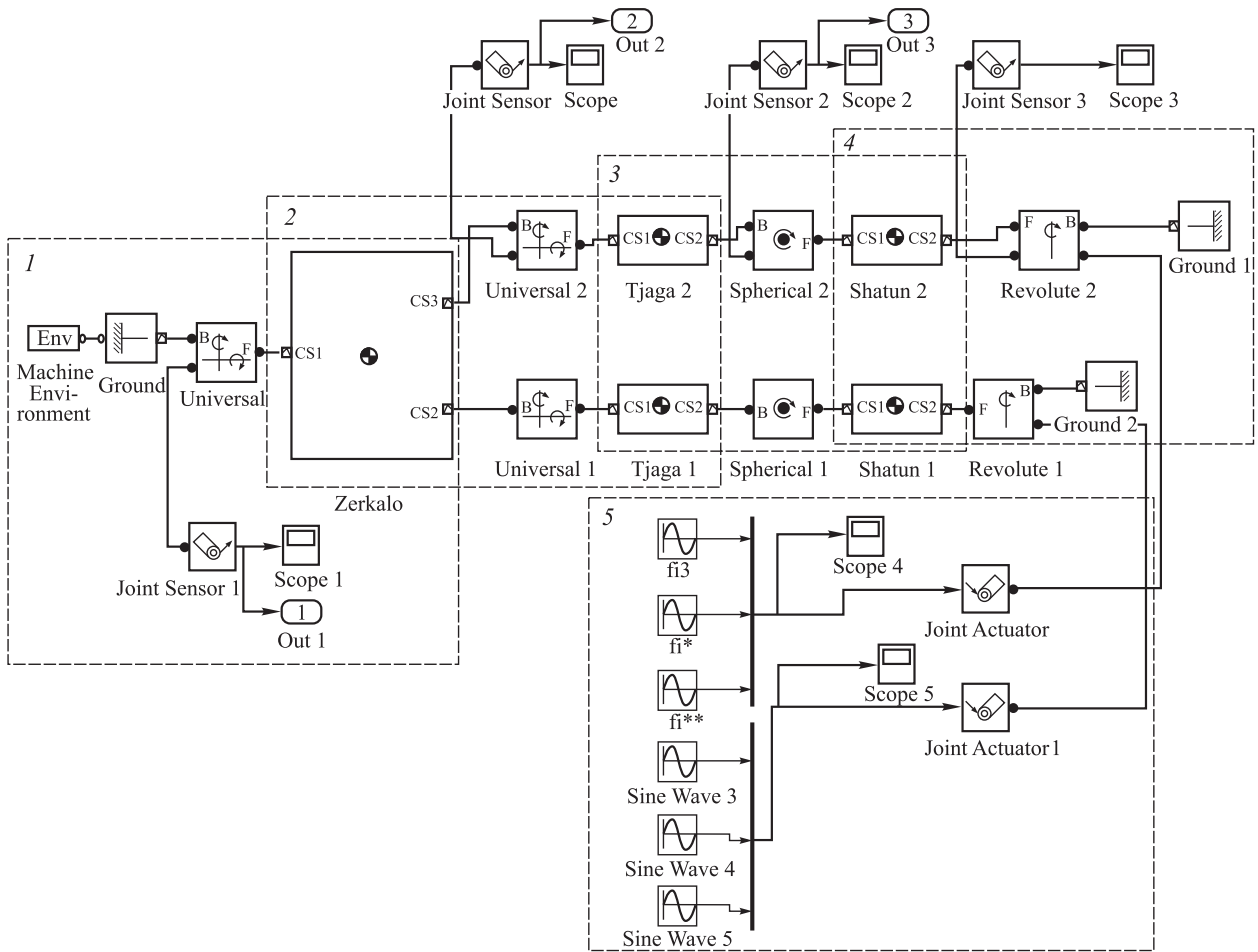 2
Out 2
3
Out 3
Joint Sensor
Scope
Joint Sensor 2
Scope 2
Joint Sensor 3
Scope 3
4
3
2
1
B
F
CS1
CS2
B
F
CS1
CS2
F
B
Universal 2
Tjaga 2
Spherical 2
Shatun 2
Revolute 2
Ground 1
CS3
Env
B
F
CS1
Machine
Envi-
ronment
Ground
Universal
CS2
B
F
CS1
CS2
B
F
CS1
CS2
F
B
Ground 2
Universal 1
Tjaga 1
Spherical 1
Shatun 1
Revolute 1
Zerkalo
Joint Sensor 1
Scope 1
1
Out 1
5
fi3
Scope 4
fi*
Joint Actuator
fi**
Scope 5
Joint Actuator 1
Sine Wave 3
Sine Wave 4
Sine Wave 5